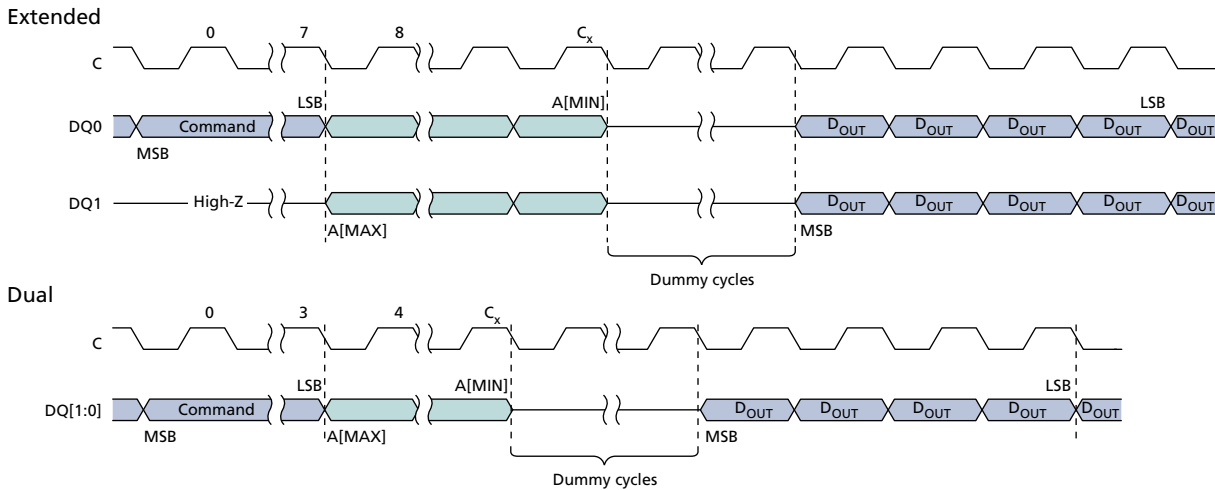 Extended
0 7 8 Cx
C
LSB A[MIN] LSB
DQ0 Command DOUT DOUT DOUT DOUT DOUT
MSB
DQ1 High-Z DOUT DOUT DOUT DOUT DOUT
A[MAX] MSB
Dummy cycles
Dual
0 3 4 Cx
C
LSB A[MIN] LSB
DQ[1:0] Command DOUT DOUT DOUT DOUT DOUT
MSB A[MAX] MSB
Dummy cycles